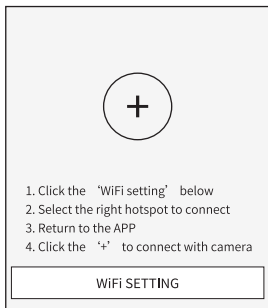 +
1. Click the ‘WiFi setting’ below
2. Select the right hotspot to connect
3. Return to the APP
4. Click the ‘+’ to connect with camera
WiFi SETTING